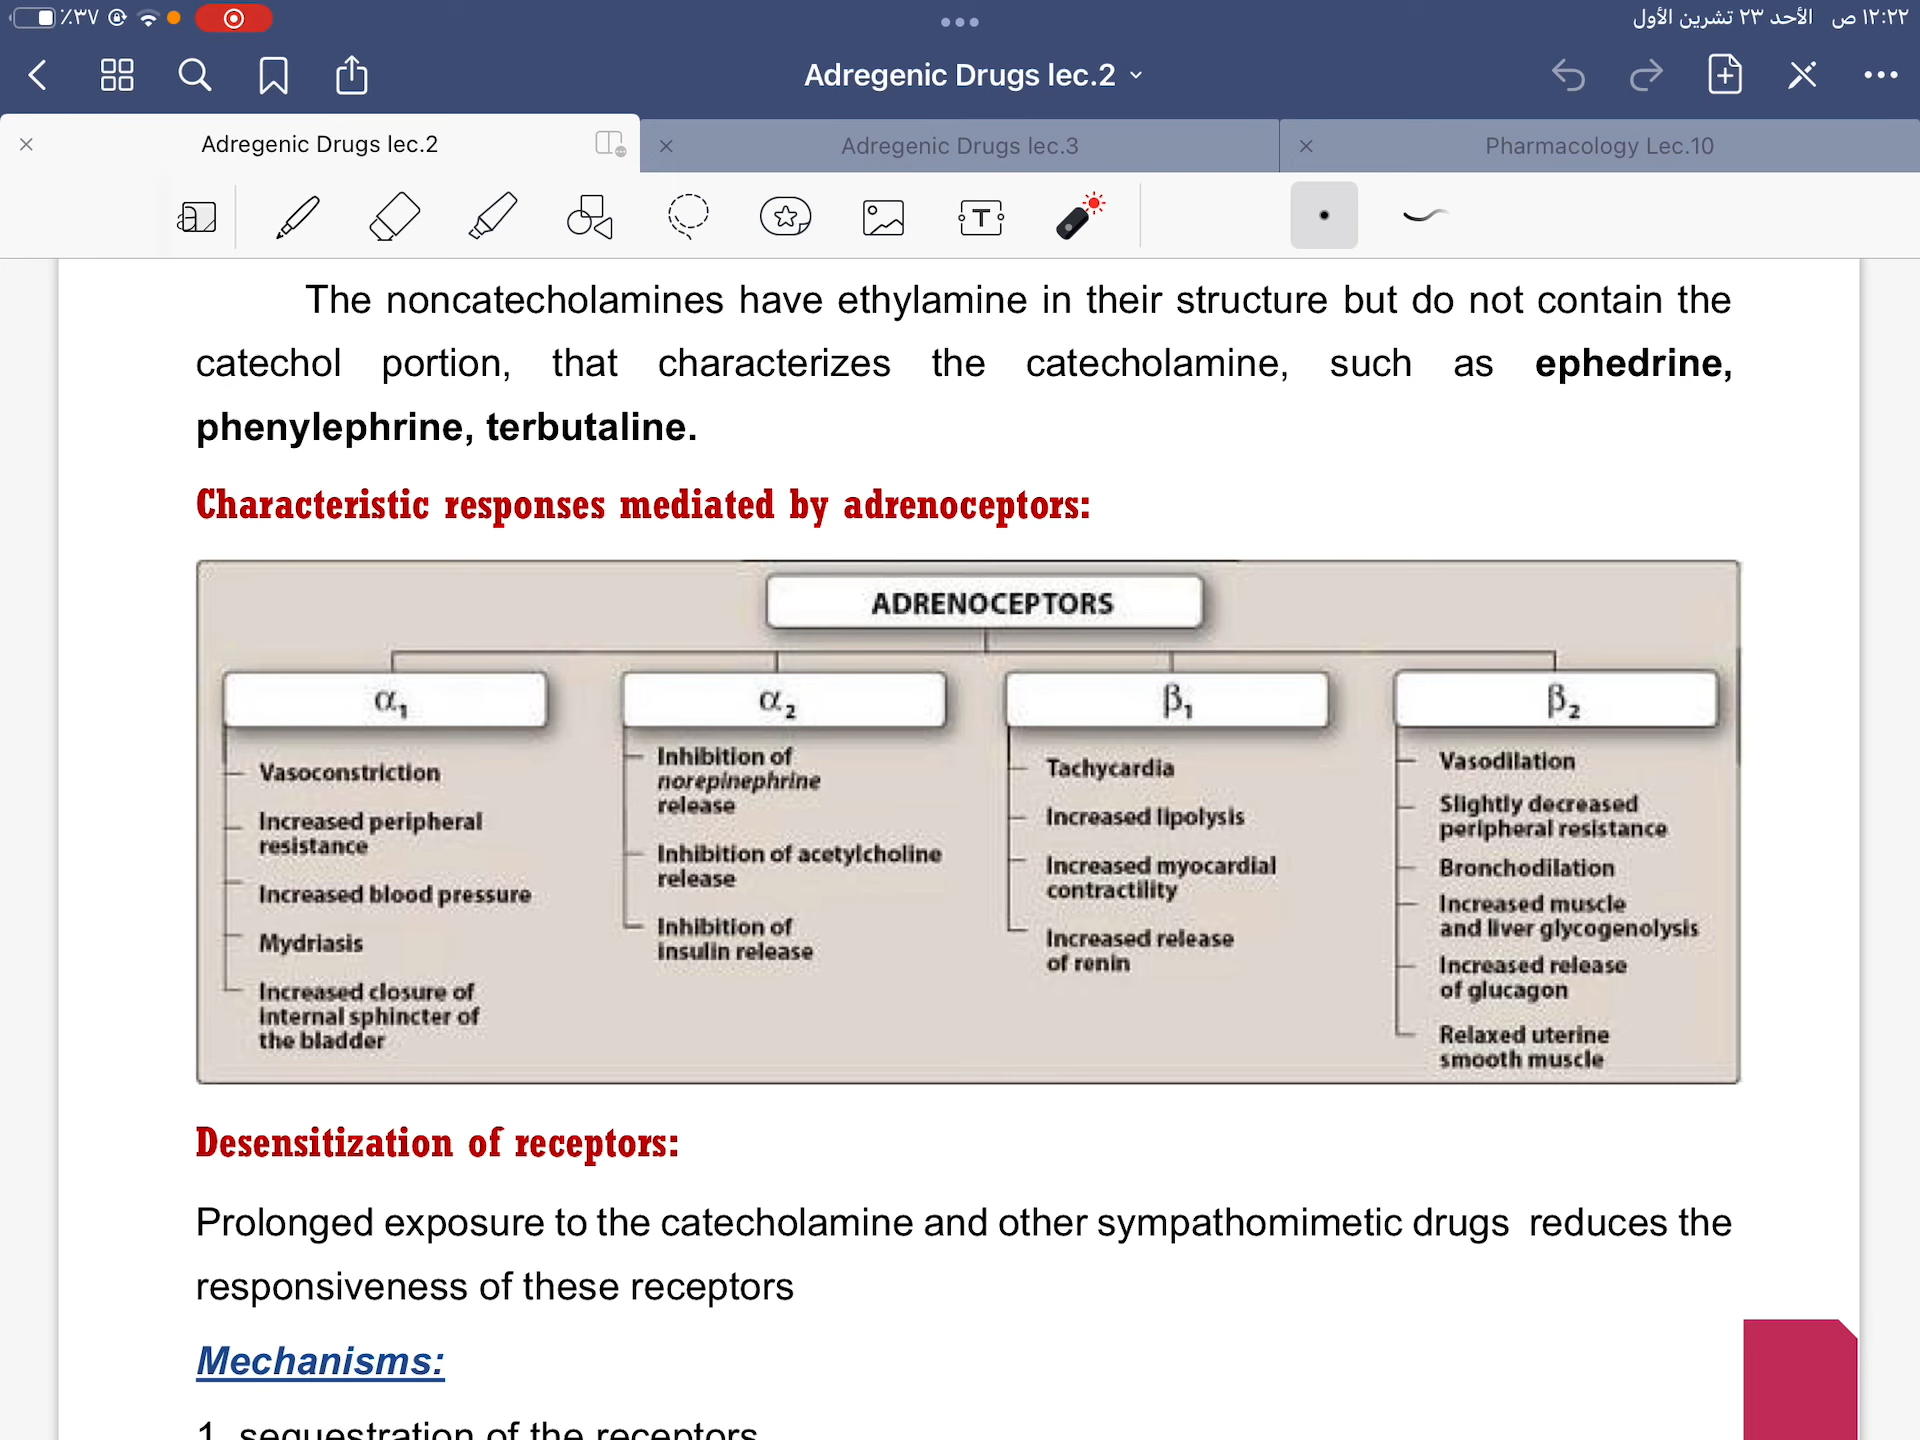 ٪٣٧
١٢:٢٢ ص الأحد ٢٣ تشرين الأول
Adregenic Drugs lec.2
Adregenic Drugs lec.2
Adregenic Drugs lec.3
Pharmacology Lec.10
a
T
The noncatecholamines have ethylamine in their structure but do not contain the
catechol portion, that characterizes the catecholamine, such as ephedrine,
phenylephrine, terbutaline.
Characteristic responses mediated by adrenoceptors:
ADRENOCEPTORS
α₁
Vasoconstriction
Increased peripheral
resistance
Increased blood pressure
Mydriasis
Increased closure of
internal sphincter of
the bladder
α₂
Inhibition of
norepinephrine
release
Inhibition of acetylcholine
release
Inhibition of
insulin release
β₁
Tachycardia
Increased lipolysis
Increased myocardial
contractility
Increased release
of renin
β₂
Vasodilation
Slightly decreased
peripheral resistance
Bronchodilation
Increased muscle
and liver glycogenolysis
Increased release
of glucagon
Relaxed uterine
smooth muscle
Desensitization of receptors:
Prolonged exposure to the catecholamine and other sympathomimetic drugs reduces the
responsiveness of these receptors
Mechanisms:
1. sequestration of the receptors